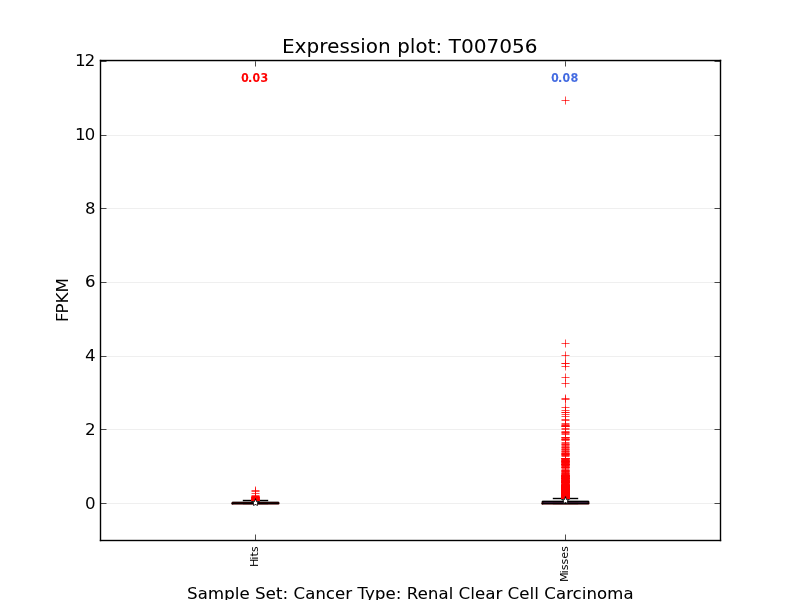 Expression plot: T007056
0.03
0.08
12
10
8
6
4
2
0
FPKM
Hits
Misses
Sample Set: Cancer Type: Renal Clear Cell Carcinoma